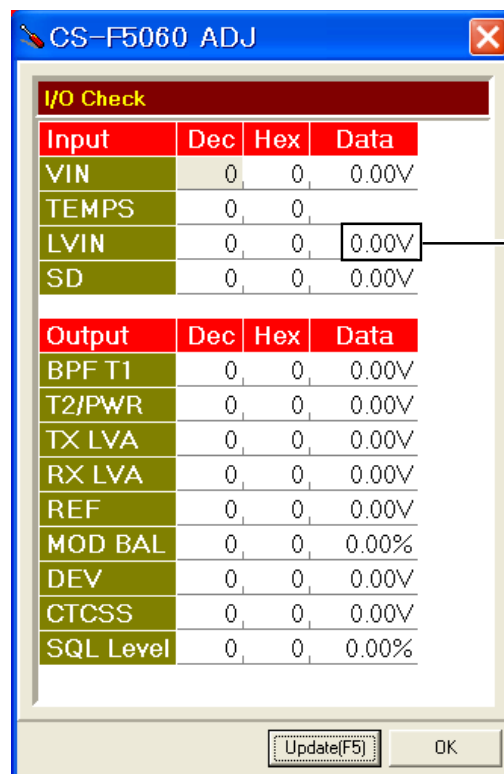 CS-F5060 ADJ
I/O Check
Input Dec Hex Data
VIN 0 0 0.00V
TEMPS 0 0
LVIN 0 0 0.00V
SD 0 0 0.00V
Output Dec Hex Data
BPF T1 0 0 0.00V
T2/PWR 0 0 0.00V
TX LVA 0 0 0.00V
RX LVA 0 0 0.00V
REF 0 0 0.00V
MOD BAL 0 0 0.00%
DEV 0 0 0.00V
CTCSS 0 0 0.00V
SQL Level 0 0 0.00%
Update(F5) OK